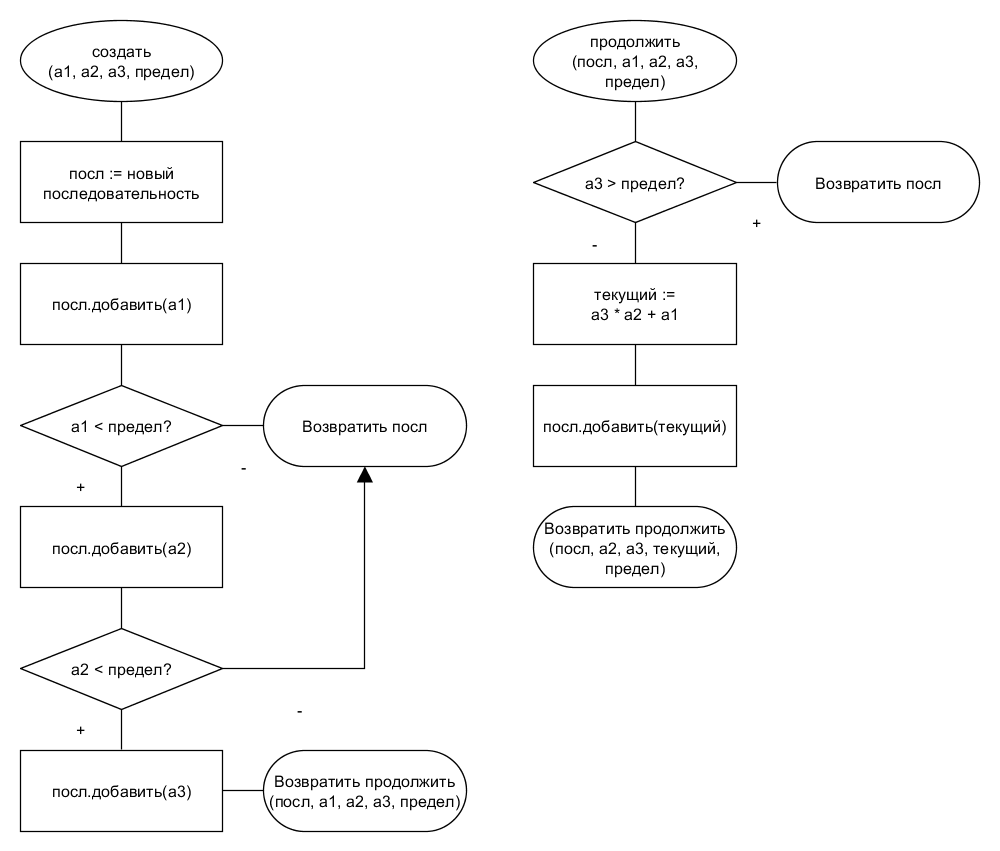 создать
(a1, a2, a3, предел)
посл := новый
последовательность
посл.добавить(a1)
a1 < предел?
-
Возвратить посл
+
посл.добавить(a2)
a2 < предел?
-
+
посл.добавить(a3)
Возвратить продолжить
(посл, a1, a2, a3, предел)
продолжить
(посл, a1, a2, a3,
предел)
a3 > предел?
+
Возвратить посл
-
текущий :=
a3 * a2 + a1
посл.добавить(текущий)
Возвратить продолжить
(посл, a2, a3, текущий,
предел)